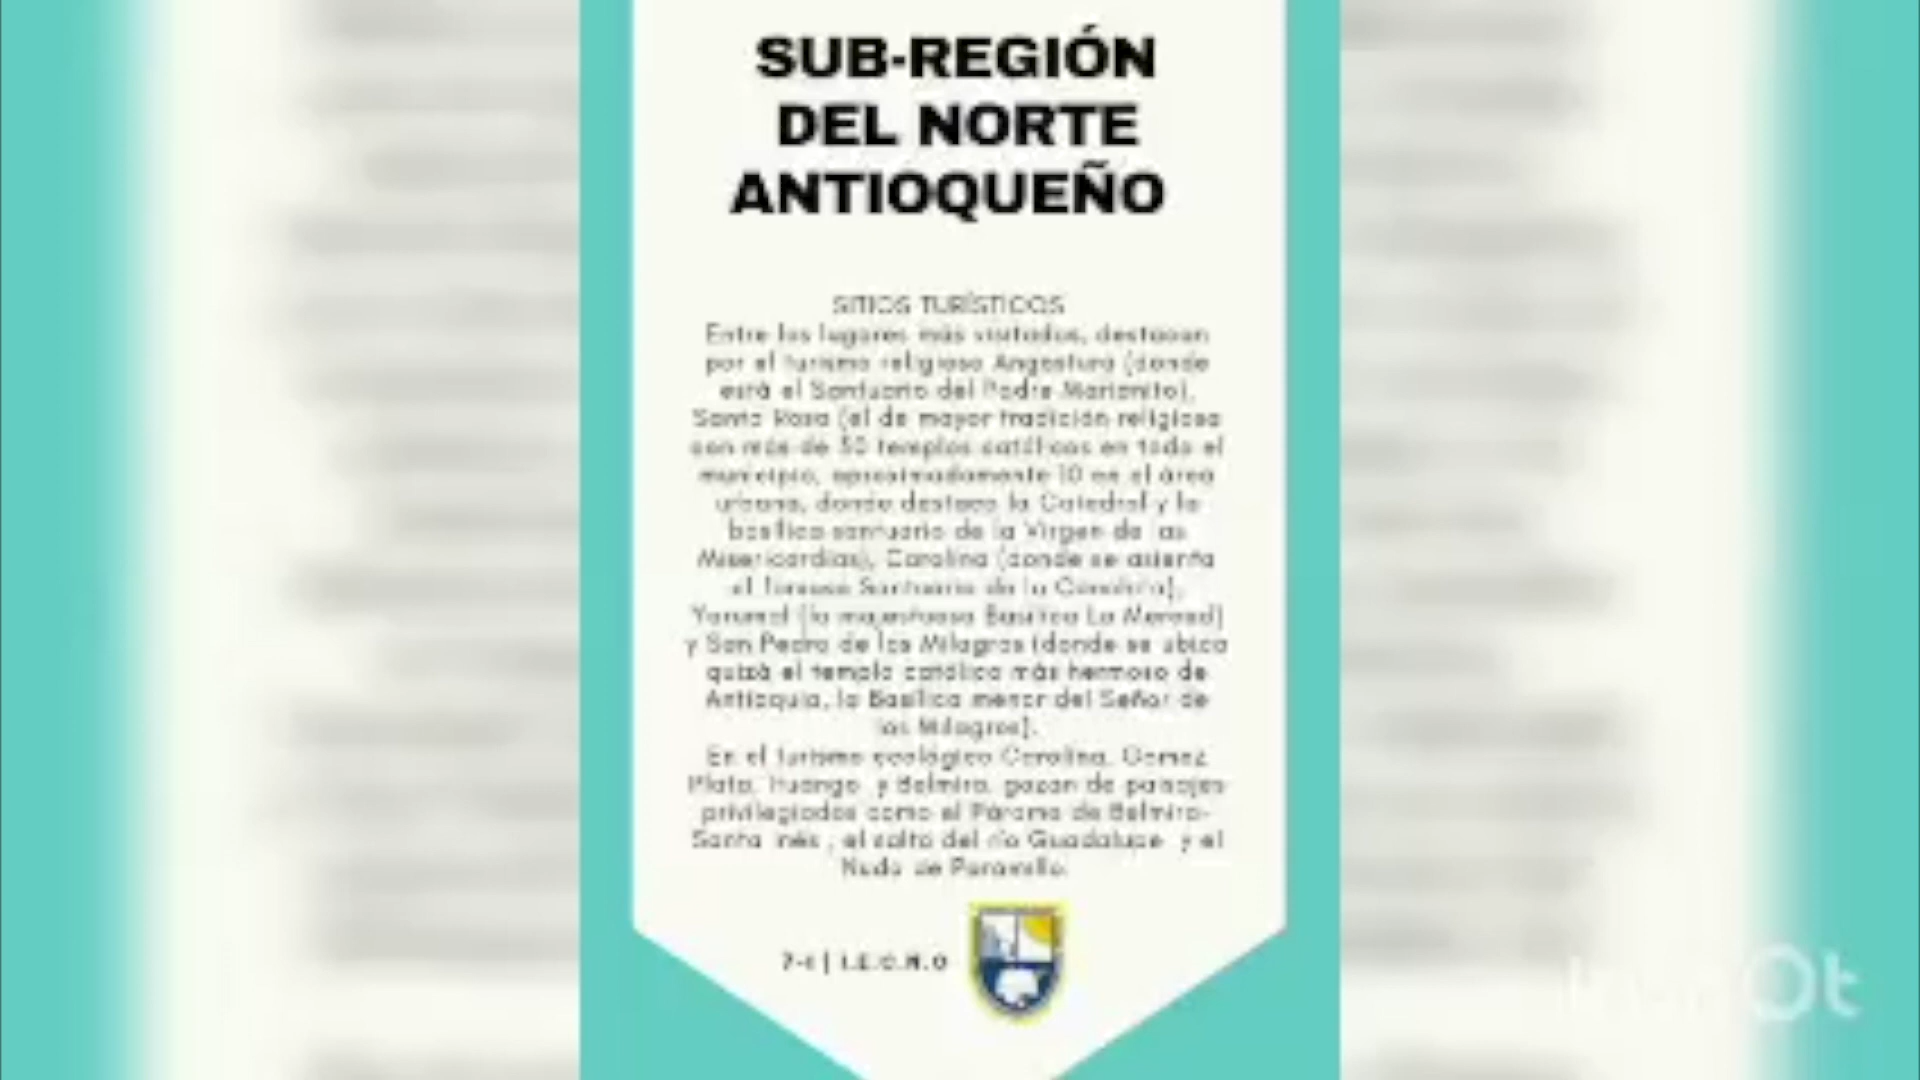 SUB-REGIÓN
DEL NORTE
ANTIOQUEÑO
SITIOS TURÍSTICOS
Entre los lugares más visitados, destacan
por el turismo religioso Angostura (donde
está el Santuario del Padre Marianito),
Santa Rosa (el de mayor tradición religiosa
con más de 30 templos católicos en todo el
municipio, aproximadamente 10 en el área
urbana, donde destaca la Catedral y la
basílica santuario de la Virgen de las
Misericordias), Carolina (donde se asienta
el famoso Santuario de la
Yarumal (la majestuosa Basílica La Merced)
y San Pedro de los Milagros (donde se ubica
quizá el templo católico más hermoso de
Antioquia, la Basílica menor del Señor de
los Milagros).
En el turismo ecológico Carolina, Gomez
Plata, Ituango y Belmira, gozan de paisajes
privilegiados como el Páramo de Belmira-
Santa Inés , el salto del río Guadalupe y el
Nudo de Paramillo.
I.E.C.N.O